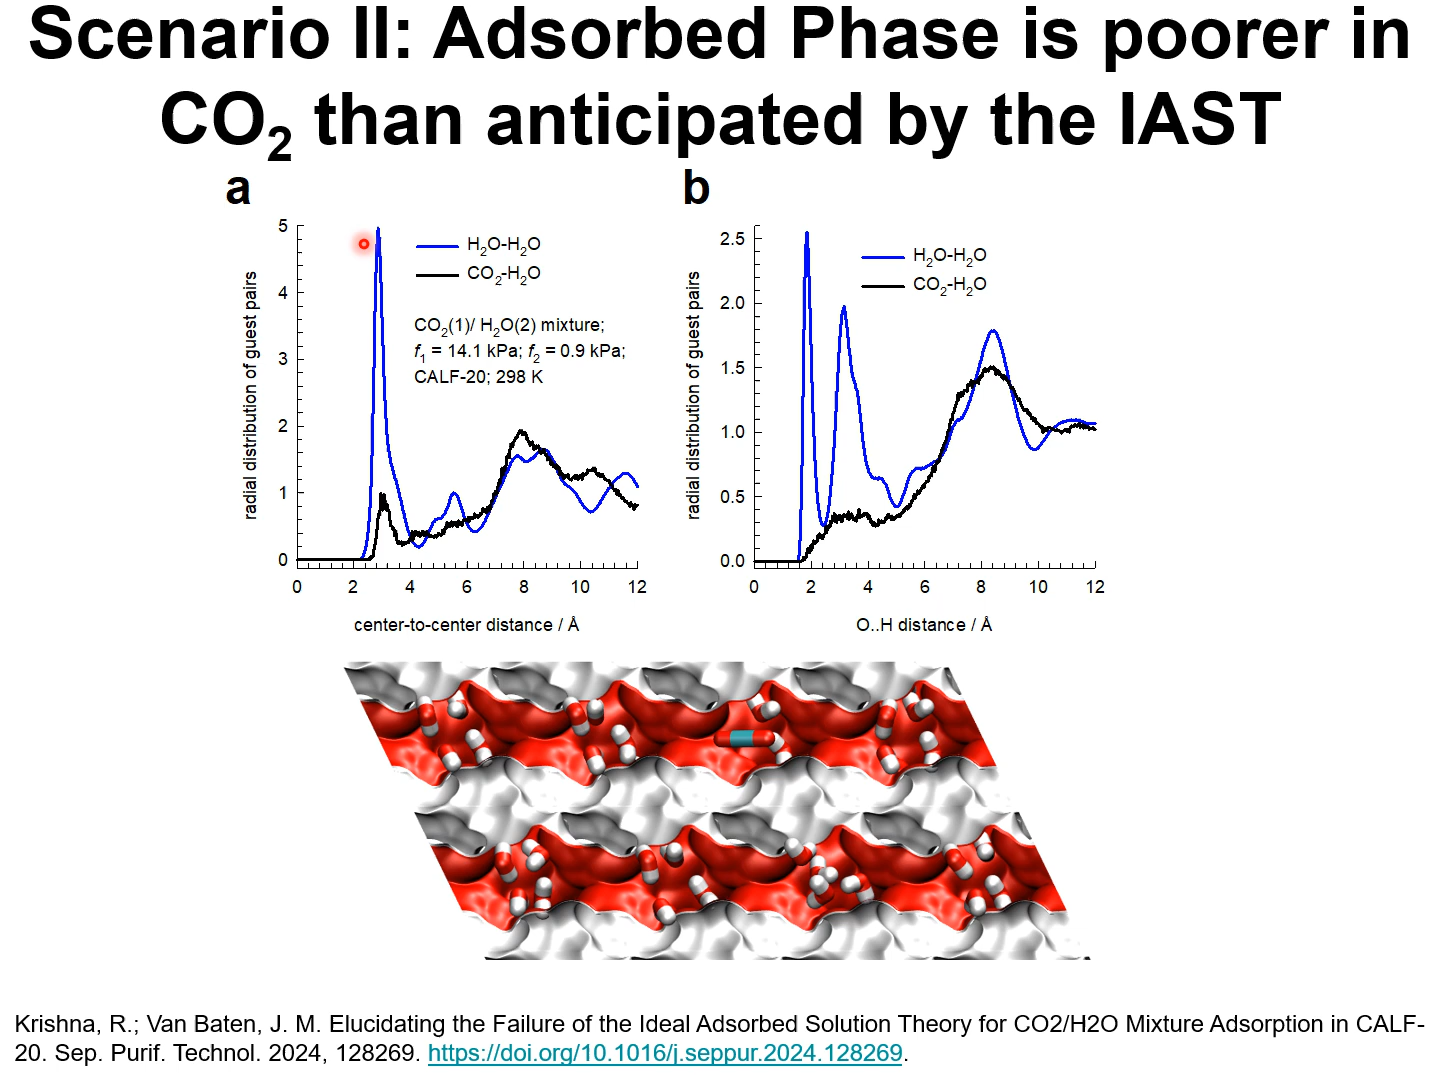 Scenario II: Adsorbed Phase is poorer in
CO2 than anticipated by the IAST
a
radial distribution of guest pairs
5
4
3
2
1
0
H2O-H2O
CO2-H2O
CO2(1)/ H2O(2) mixture;
f1 = 14.1 kPa; f2 = 0.9 kPa;
CALF-20; 298 K
0 2 4 6 8 10 12
center-to-center distance / Å
b
radial distribution of guest pairs
2.5
2.0
1.5
1.0
0.5
0.0
H2O-H2O
CO2-H2O
0 2 4 6 8 10 12
O..H distance / Å
Krishna, R.; Van Baten, J. M. Elucidating the Failure of the Ideal Adsorbed Solution Theory for CO2/H2O Mixture Adsorption in CALF-
20. Sep. Purif. Technol. 2024, 128269. https://doi.org/10.1016/j.seppur.2024.128269.